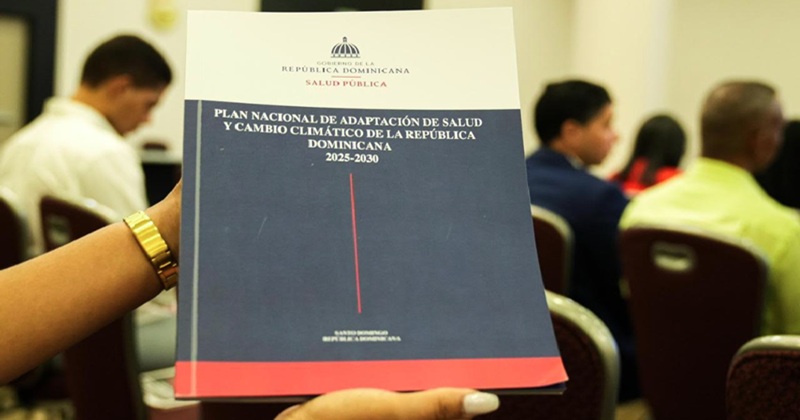 GOBIERNO DE LA
REPÚBLICA DOMINICANA
SALUD PÚBLICA
PLAN NACIONAL DE ADAPTACIÓN DE SALUD
Y CAMBIO CLIMÁTICO DE LA REPÚBLICA
DOMINICANA
2025-2030
SANTO DOMINGO
REPÚBLICA DOMINICANA